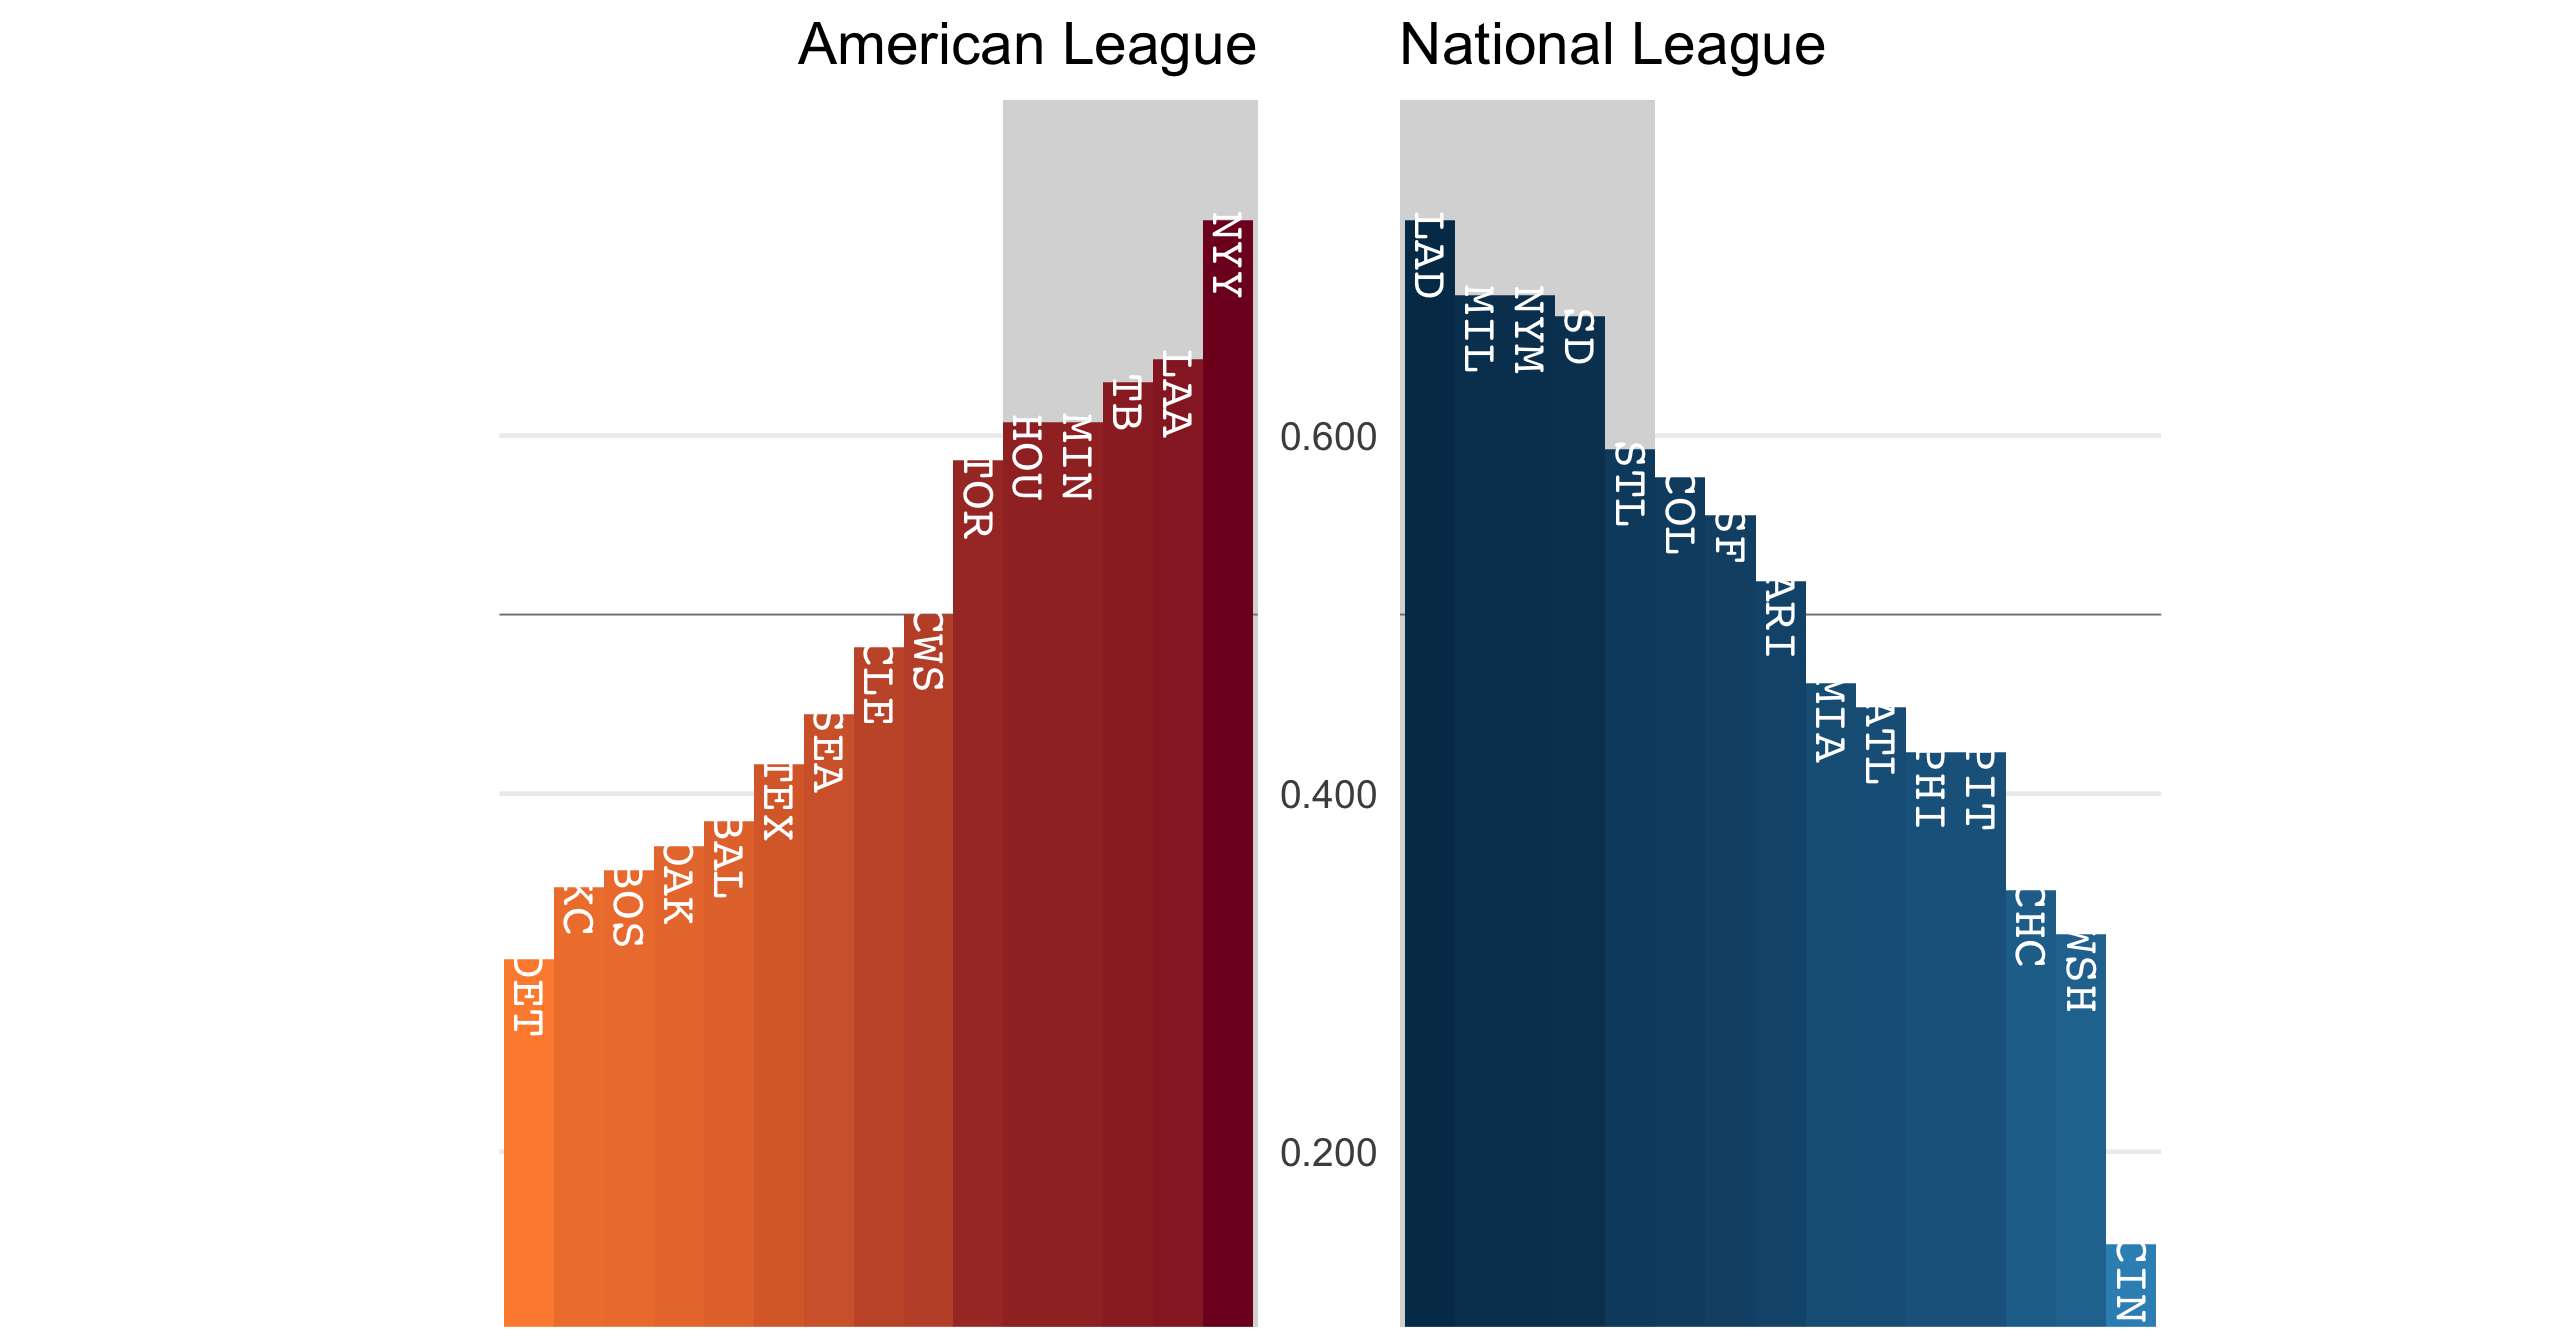 American League
National League
NYY
LAA
TB
MIN
HOU
TOR
CWS
CLE
SEA
TEX
BAL
OAK
BOS
KC
DET
0.600
0.400
0.200
LAD
MIL
NYM
SD
STL
COL
SF
ARI
MIA
ATL
PHI
PIT
CHC
WSH
CIN